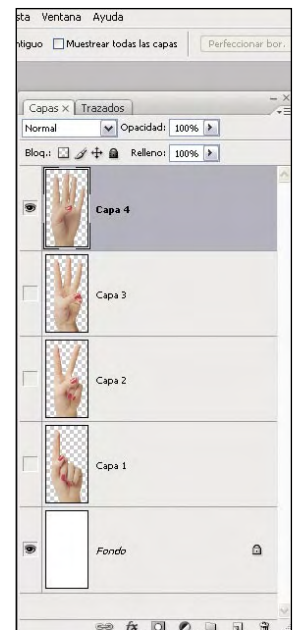 sta Ventana Ayuda
ntiguo Muestrear todas las capas Perfeccionar bor.
Capas × Trazados
Normal Opacidad: 100%
Bloq.: Relleno: 100%
Capa 4
Capa 3
Capa 2
Capa 1
Fondo